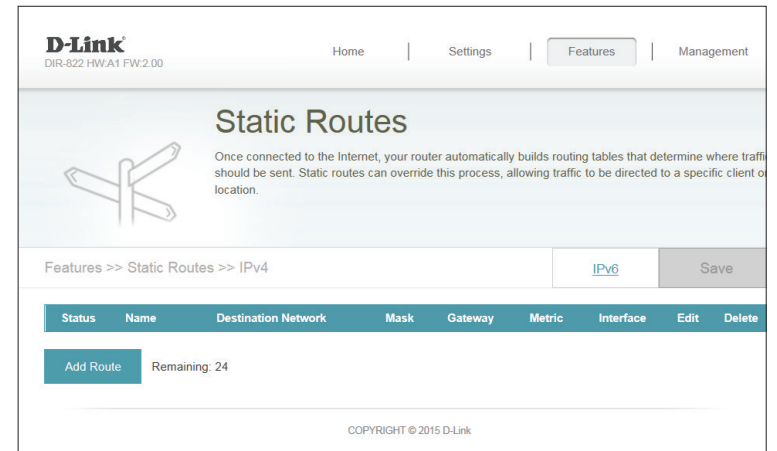 D-Link
DIR-822 HW:A1 FW:2.00
Home | Settings | Features | Management
Static Routes
Once connected to the Internet, your router automatically builds routing tables that determine where traffi
should be sent. Static routes can override this process, allowing traffic to be directed to a specific client o
location.
Features >> Static Routes >> IPv4
IPv6
Save
Status Name Destination Network Mask Gateway Metric Interface Edit Delete
Add Route Remaining: 24
COPYRIGHT © 2015 D-Link